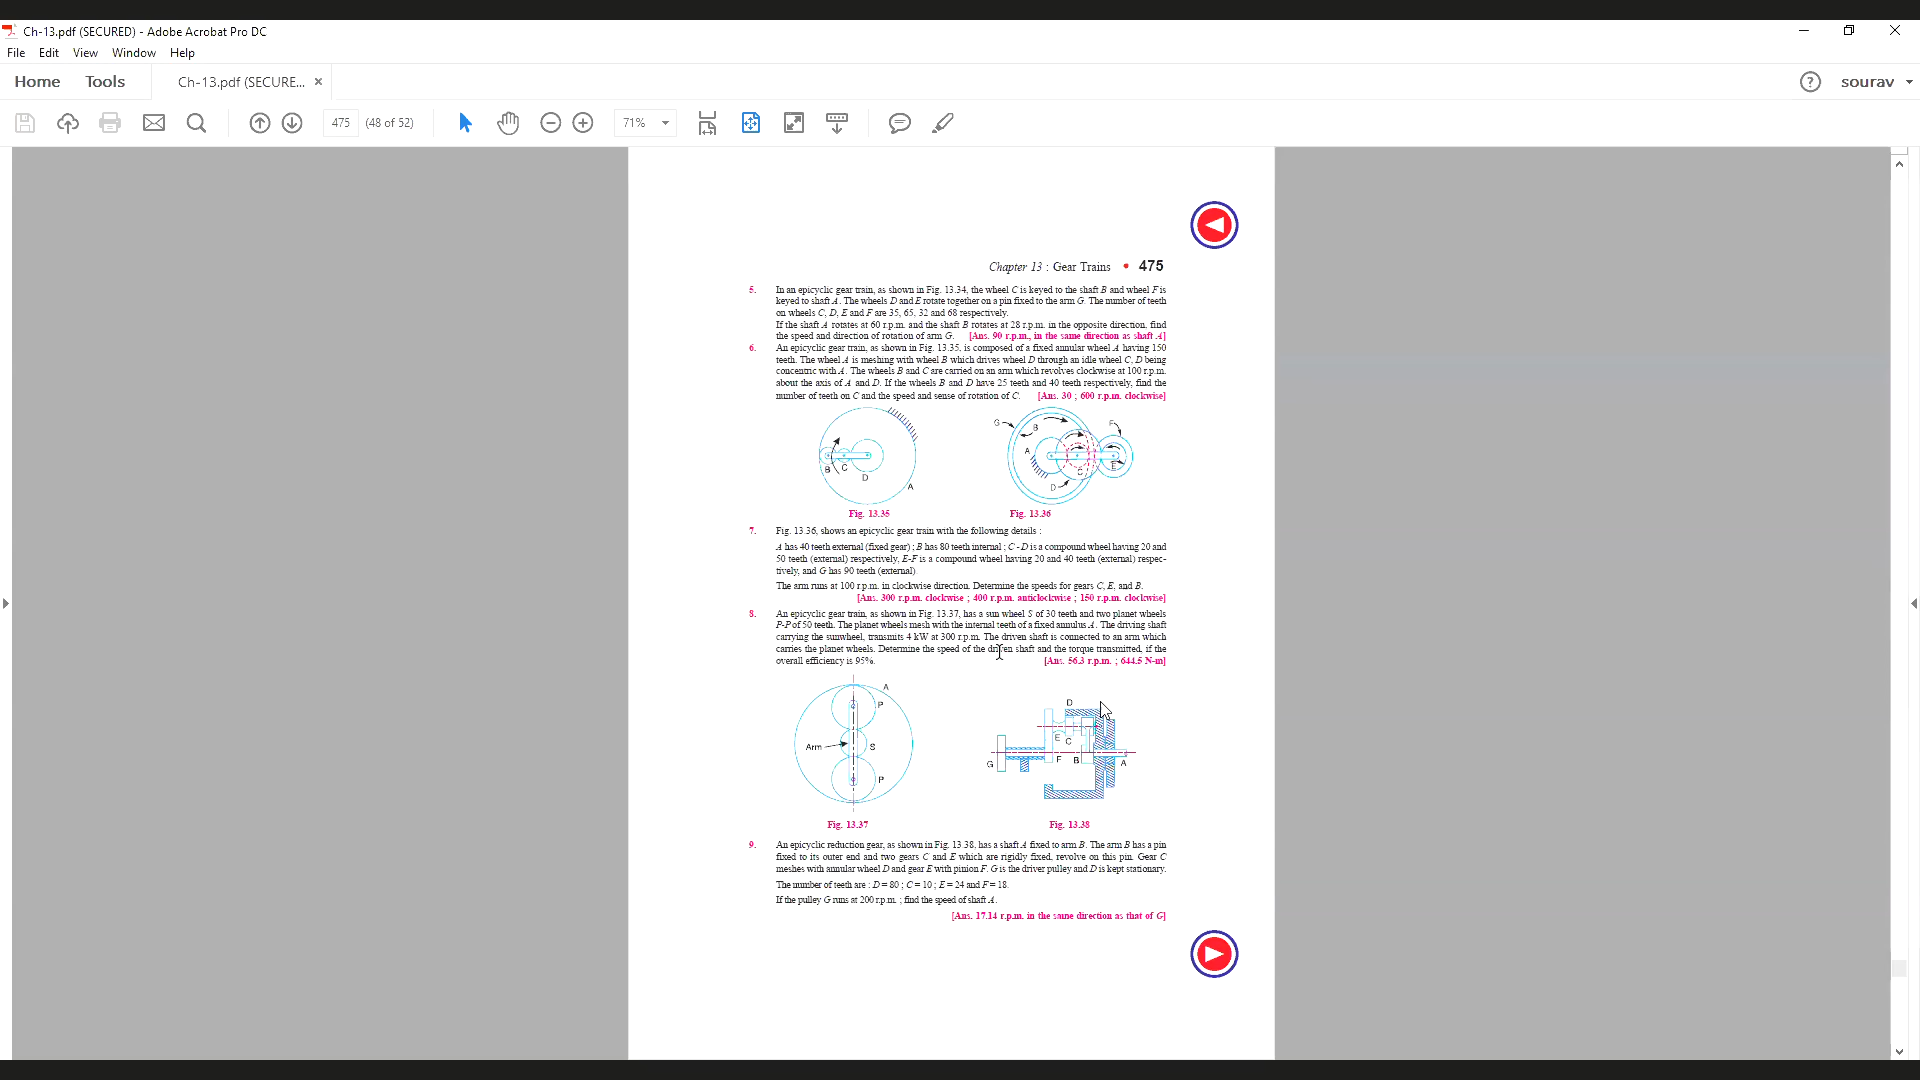 Ch-13.pdf (SECURED) - Adobe Acrobat Pro DC
File Edit View Window Help
Home Tools Ch-13.pdf (SECURE... × sourav
475 (48 of 52) 71%
Chapter 13 : Gear Trains • 475
5. In an epicyclic gear train, as shown in Fig. 13.34, the wheel C is keyed to the shaft B and wheel F is
keyed to shaft A. The wheels D and E rotate together on a pin fixed to the arm G. The number of teeth
on wheels C, D, E and F are 35, 65, 32 and 68 respectively.
If the shaft A rotates at 60 r.p.m. and the shaft B rotates at 28 r.p.m. in the opposite direction, find
the speed and direction of rotation of arm G. [Ans. 90 r.p.m., in the same direction as shaft A]
6. An epicyclic gear train, as shown in Fig. 13.35, is composed of a fixed annular wheel A having 150
teeth. The wheel A is meshing with wheel B which drives wheel D through an idle wheel C, D being
concentric with A. The wheels B and C are carried on an arm which revolves clockwise at 100 r.p.m.
about the axis of A and D. If the wheels B and D have 25 teeth and 40 teeth respectively, find the
number of teeth on C and the speed and sense of rotation of C. [Ans. 30 ; 600 r.p.m. clockwise]
B C D A
G B F A C E D
Fig. 13.35 Fig. 13.36
7. Fig. 13.36, shows an epicyclic gear train with the following details :
A has 40 teeth external (fixed gear) ; B has 80 teeth internal ; C - D is a compound wheel having 20 and
50 teeth (external) respectively, E-F is a compound wheel having 20 and 40 teeth (external) respec-
tively, and G has 90 teeth (external).
The arm runs at 100 r.p.m. in clockwise direction. Determine the speeds for gears C, E, and B.
[Ans. 300 r.p.m. clockwise ; 400 r.p.m. anticlockwise ; 150 r.p.m. clockwise]
8. An epicyclic gear train, as shown in Fig. 13.37, has a sun wheel S of 30 teeth and two planet wheels
P-P of 50 teeth. The planet wheels mesh with the internal teeth of a fixed annulus A. The driving shaft
carrying the sunwheel, transmits 4 kW at 300 r.p.m. The driven shaft is connected to an arm which
carries the planet wheels. Determine the speed of the driven shaft and the torque transmitted, if the
overall efficiency is 95%. [Ans. 56.3 r.p.m. ; 644.5 N-m]
A P Arm S P
D E C G F B A
Fig. 13.37 Fig. 13.38
9. An epicyclic reduction gear, as shown in Fig. 13.38, has a shaft A fixed to arm B. The arm B has a pin
fixed to its outer end and two gears C and E which are rigidly fixed, revolve on this pin. Gear C
meshes with annular wheel D and gear E with pinion F. G is the driver pulley and D is kept stationary.
The number of teeth are : D = 80 ; C = 10 ; E = 24 and F = 18.
If the pulley G runs at 200 r.p.m. ; find the speed of shaft A.
[Ans. 17.14 r.p.m. in the same direction as that of G]